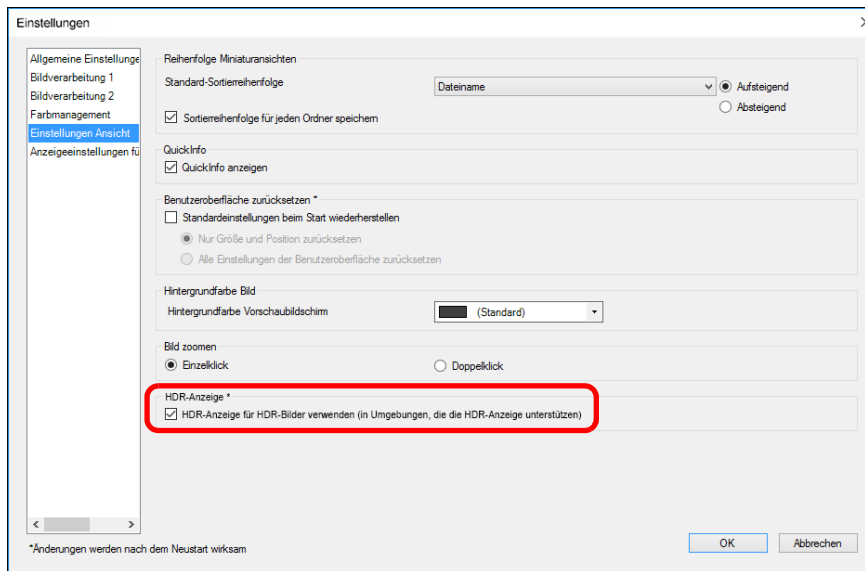 Einstellungen
Allgemeine Einstellunge
Bildverarbeitung 1
Bildverarbeitung 2
Farbmanagement
Einstellungen Ansicht
Anzeigeeinstellungen fü
Reihenfolge Miniaturansichten
Standard-Sortierreihenfolge
Dateiname
Aufsteigend
Absteigend
Sortierreihenfolge für jeden Ordner speichern
QuickInfo
QuickInfo anzeigen
Benutzeroberfläche zurücksetzen *
Standardeinstellungen beim Start wiederherstellen
Nur Größe und Position zurücksetzen
Alle Einstellungen der Benutzeroberfläche zurücksetzen
Hintergrundfarbe Bild
Hintergrundfarbe Vorschaubildschirm
(Standard)
Bild zoomen
Einzelklick
Doppelklick
HDR-Anzeige *
HDR-Anzeige für HDR-Bilder verwenden (in Umgebungen, die die HDR-Anzeige unterstützen)
*Änderungen werden nach dem Neustart wirksam
OK
Abbrechen